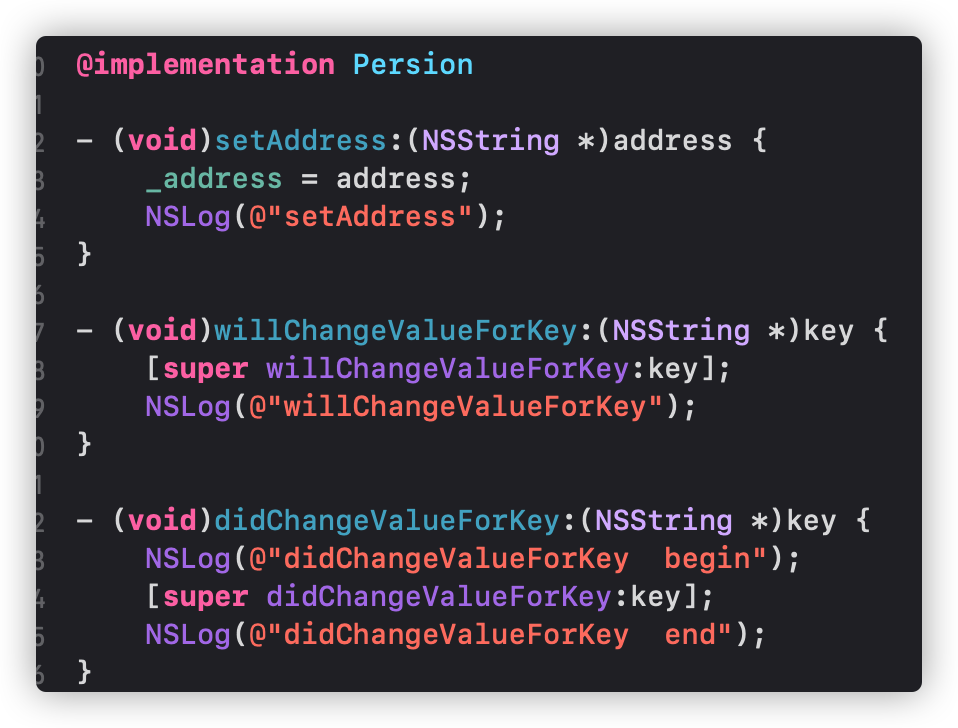 0 @implementation Persion
1
2 - (void)setAddress:(NSString *)address {
3 _address = address;
4 NSLog(@"setAddress");
5 }
6
7 - (void)willChangeValueForKey:(NSString *)key {
8 [super willChangeValueForKey:key];
9 NSLog(@"willChangeValueForKey");
0 }
1
2 - (void)didChangeValueForKey:(NSString *)key {
3 NSLog(@"didChangeValueForKey  begin");
4 [super didChangeValueForKey:key];
5 NSLog(@"didChangeValueForKey  end");
6 }